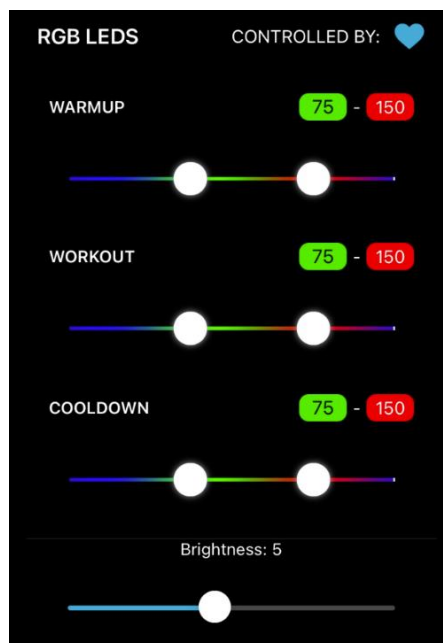 RGB LEDS CONTROLLED BY:
WARMUP 75 - 150
WORKOUT 75 - 150
COOLDOWN 75 - 150
Brightness: 5